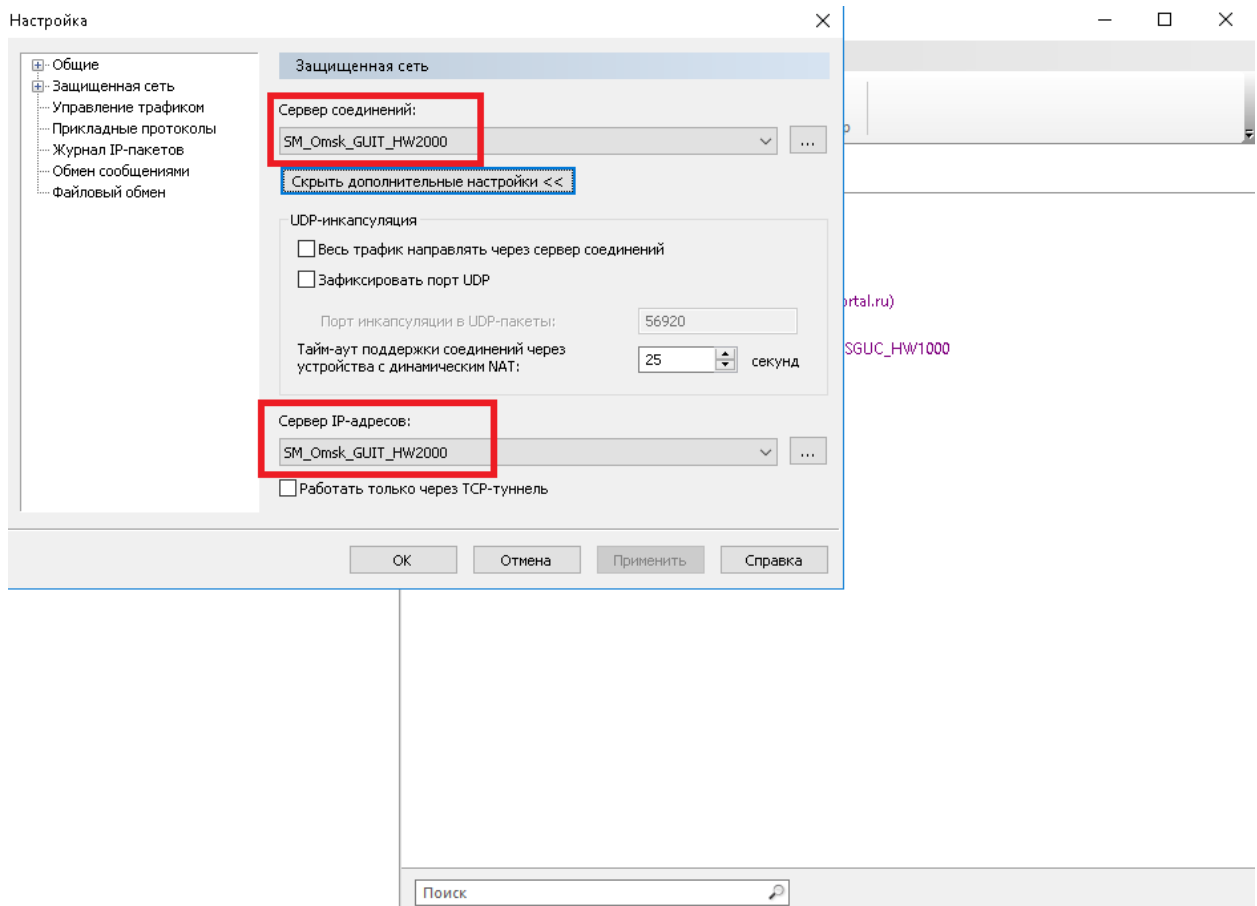 Настройка
Общие
Защищенная сеть
Управление трафиком
Прикладные протоколы
Журнал IP-пакетов
Обмен сообщениями
Файловый обмен
Защищенная сеть
Сервер соединений:
SM_Omsk_GUIT_HW2000
...
Скрыть дополнительные настройки <<
UDP-инкапсуляция
Весь трафик направлять через сервер соединений
Зафиксировать порт UDP
Порт инкапсуляции в UDP-пакеты:
56920
Тайм-аут поддержки соединений через
устройства с динамическим NAT:
25
секунд
Сервер IP-адресов:
SM_Omsk_GUIT_HW2000
...
Работать только через TCP-туннель
ОК
Отмена
Применить
Справка
ortal.ru)
SGUC_HW1000
Поиск